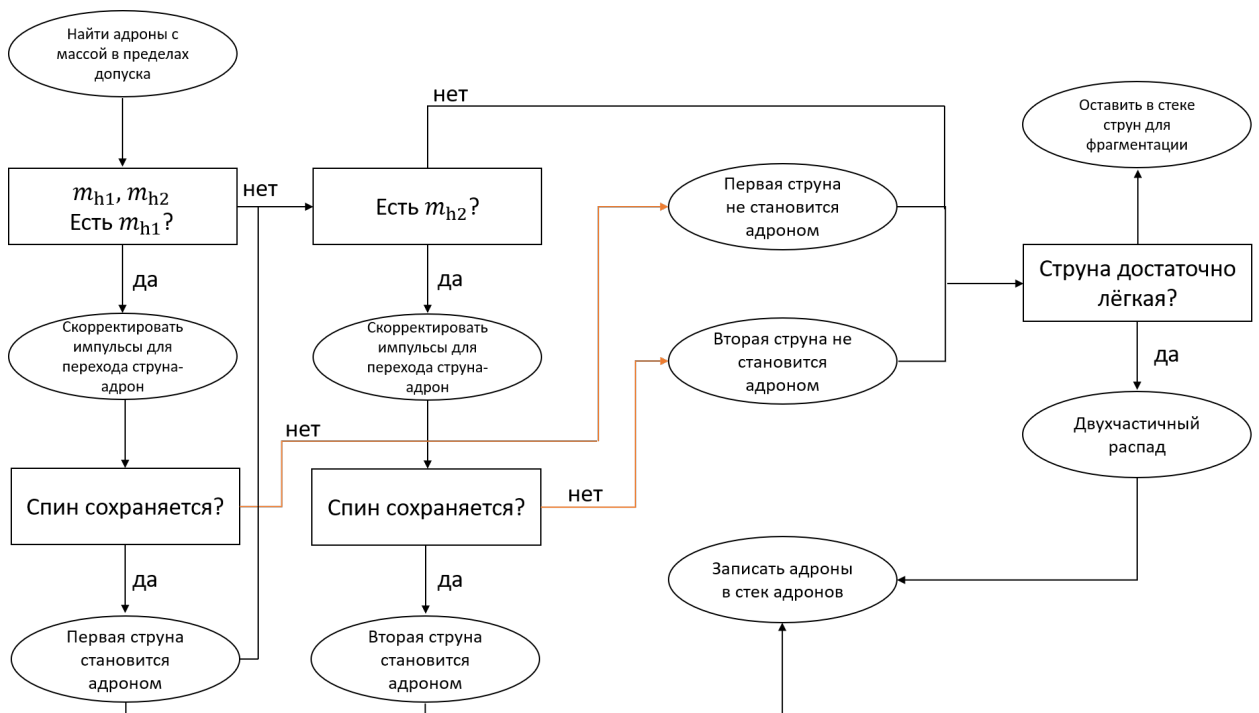 Найти адроны с
массой в пределах
допуска
нет
Оставить в стеке
струн для
фрагментации
m_h1, m_h2
Есть m_h1?
нет
Есть m_h2?
Первая струна
не становится
адроном
Струна достаточно
лёгкая?
да
да
Скорректировать
импульсы для
перехода струна-
адрон
Скорректировать
импульсы для
перехода струна-
адрон
Вторая струна не
становится
адроном
да
Двухчастичный
распад
нет
Спин сохраняется?
Спин сохраняется?
нет
да
да
Записать адроны
в стек адронов
Первая струна
становится
адроном
Вторая струна
становится
адроном